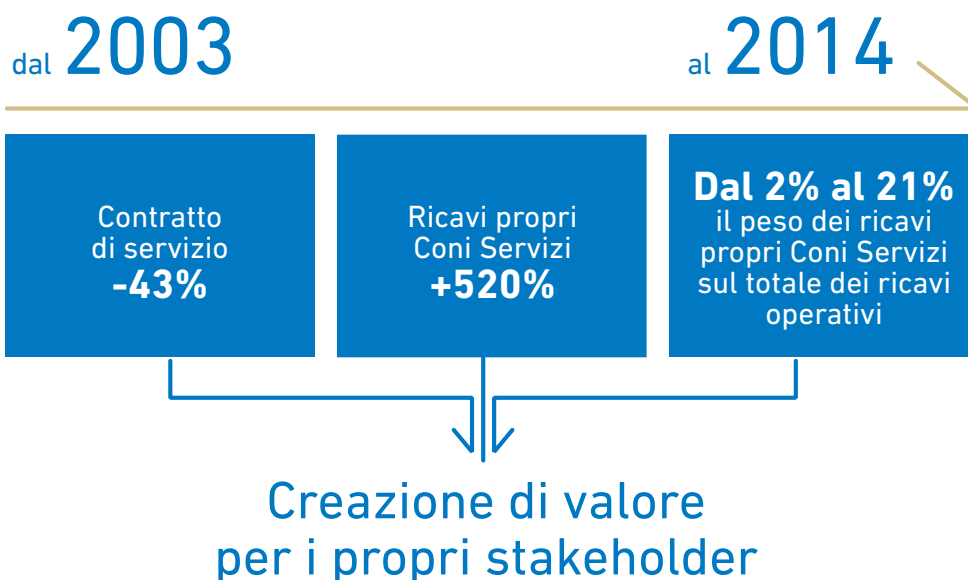 dal 2003
al 2014
Contratto
di servizio
-43%
Ricavi propri
Coni Servizi
+520%
Dal 2% al 21%
il peso dei ricavi
propri Coni Servizi
sul totale dei ricavi
operativi
Creazione di valore
per i propri stakeholder